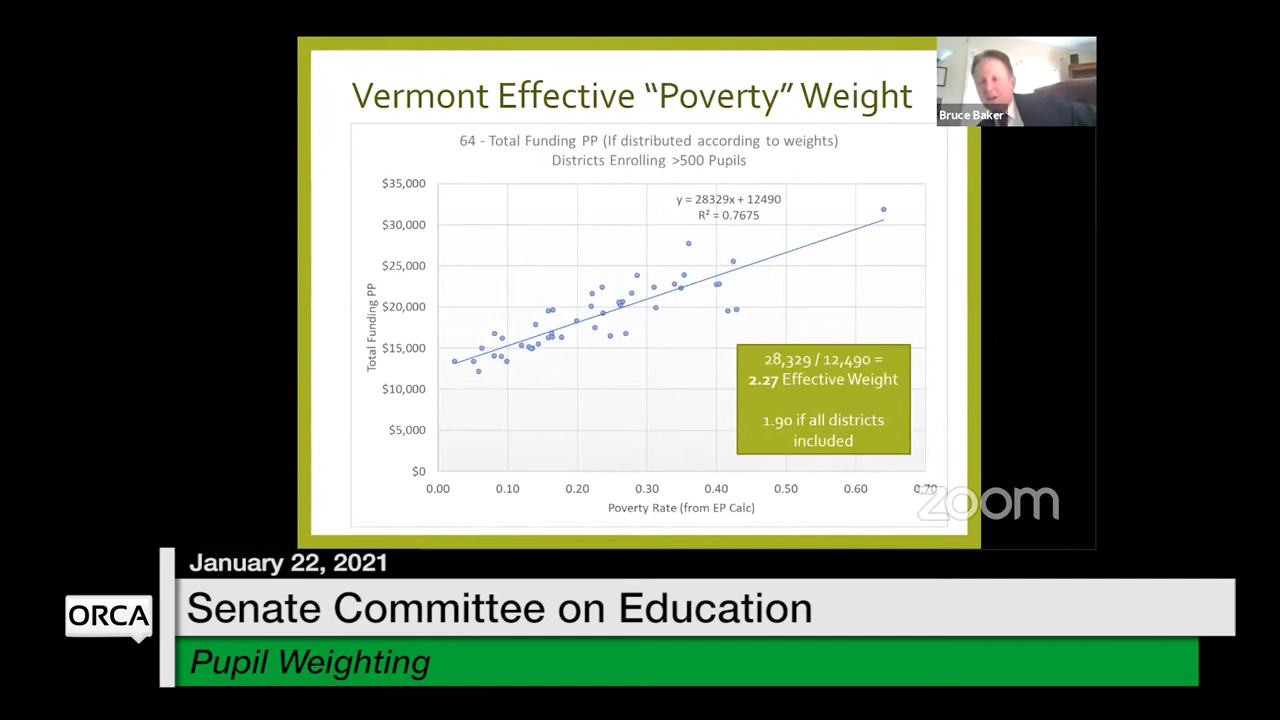 Vermont Effective “Poverty” Weight
Bruce Baker
64 - Total Funding PP (If distributed according to weights)
Districts Enrolling >500 Pupils
$35,000
$30,000
$25,000
$20,000
$15,000
$10,000
$5,000
$0
Total Funding PP
y = 28329x + 12490
R² = 0.7675
28,329 / 12,490 =
2.27 Effective Weight
1.90 if all districts
included
0.00 0.10 0.20 0.30 0.40 0.50 0.60 0.70
Poverty Rate (from EP Calc)
zoom
January 22, 2021
ORCA
Senate Committee on Education
Pupil Weighting